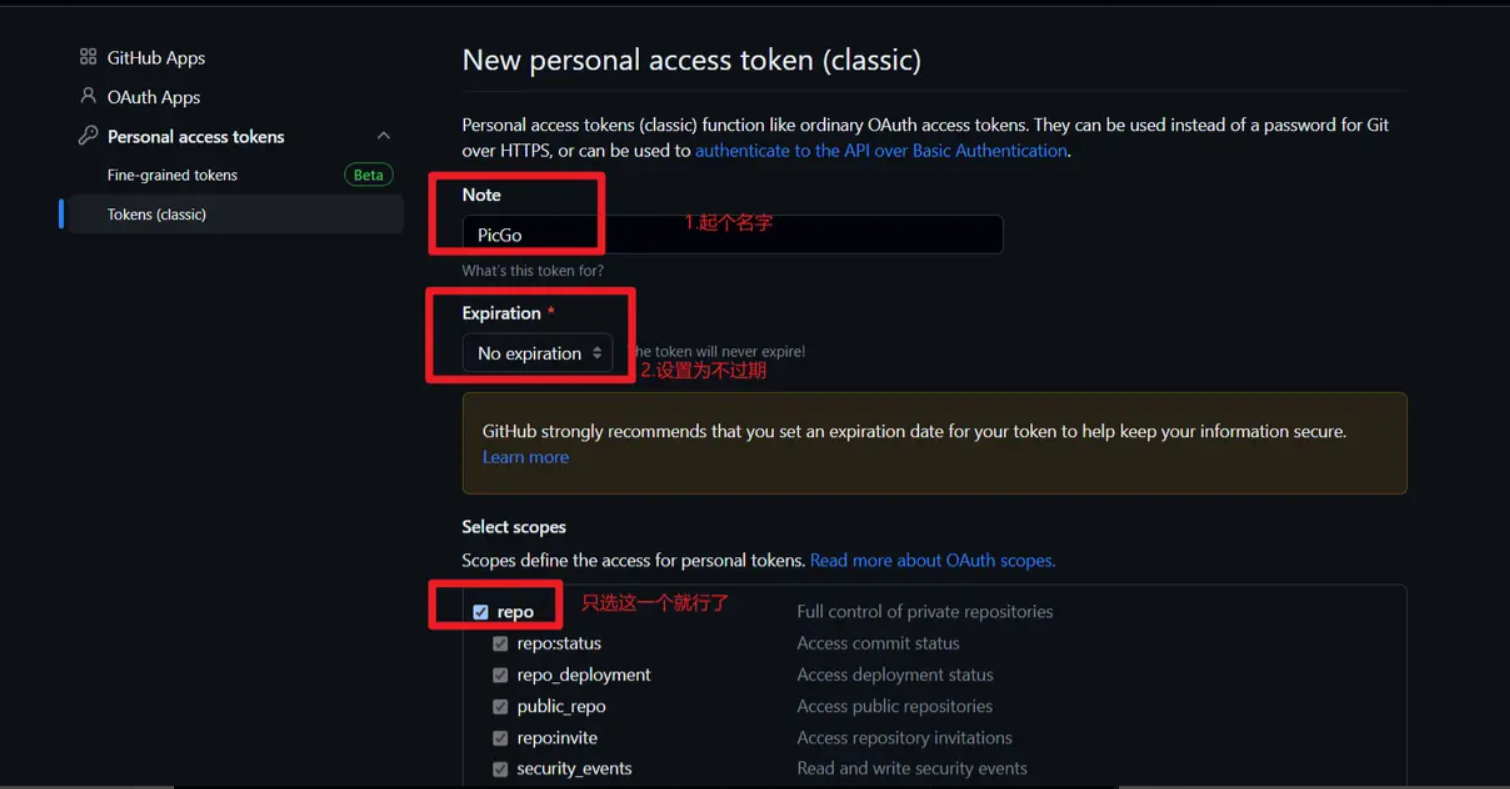 GitHub Apps
OAuth Apps
Personal access tokens
Fine-grained tokens
Beta
Tokens (classic)
New personal access token (classic)
Personal access tokens (classic) function like ordinary OAuth access tokens. They can be used instead of a password for Git
over HTTPS, or can be used to authenticate to the API over Basic Authentication.
Note
PicGo
1.起个名字
What's this token for?
Expiration *
No expiration
he token will never expire!
2.设置为不过期
GitHub strongly recommends that you set an expiration date for your token to help keep your information secure.
Learn more
Select scopes
Scopes define the access for personal tokens. Read more about OAuth scopes.
repo 只选这一个就行了 Full control of private repositories
repo:status Access commit status
repo_deployment Access deployment status
public_repo Access public repositories
repo:invite Access repository invitations
security_events Read and write security events